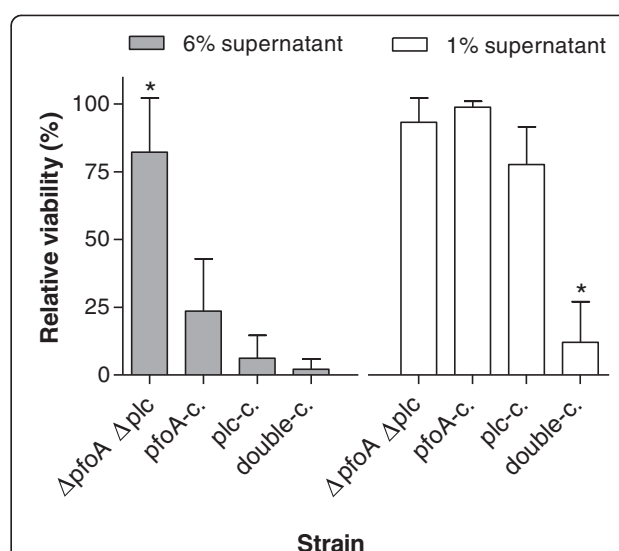 6% supernatant 1% supernatant
Relative viability (%)
100
75
50
25
0
*
*
ΔpfoA Δplc
pfoA-c.
plc-c.
double-c.
ΔpfoA Δplc
pfoA-c.
plc-c.
double-c.
Strain